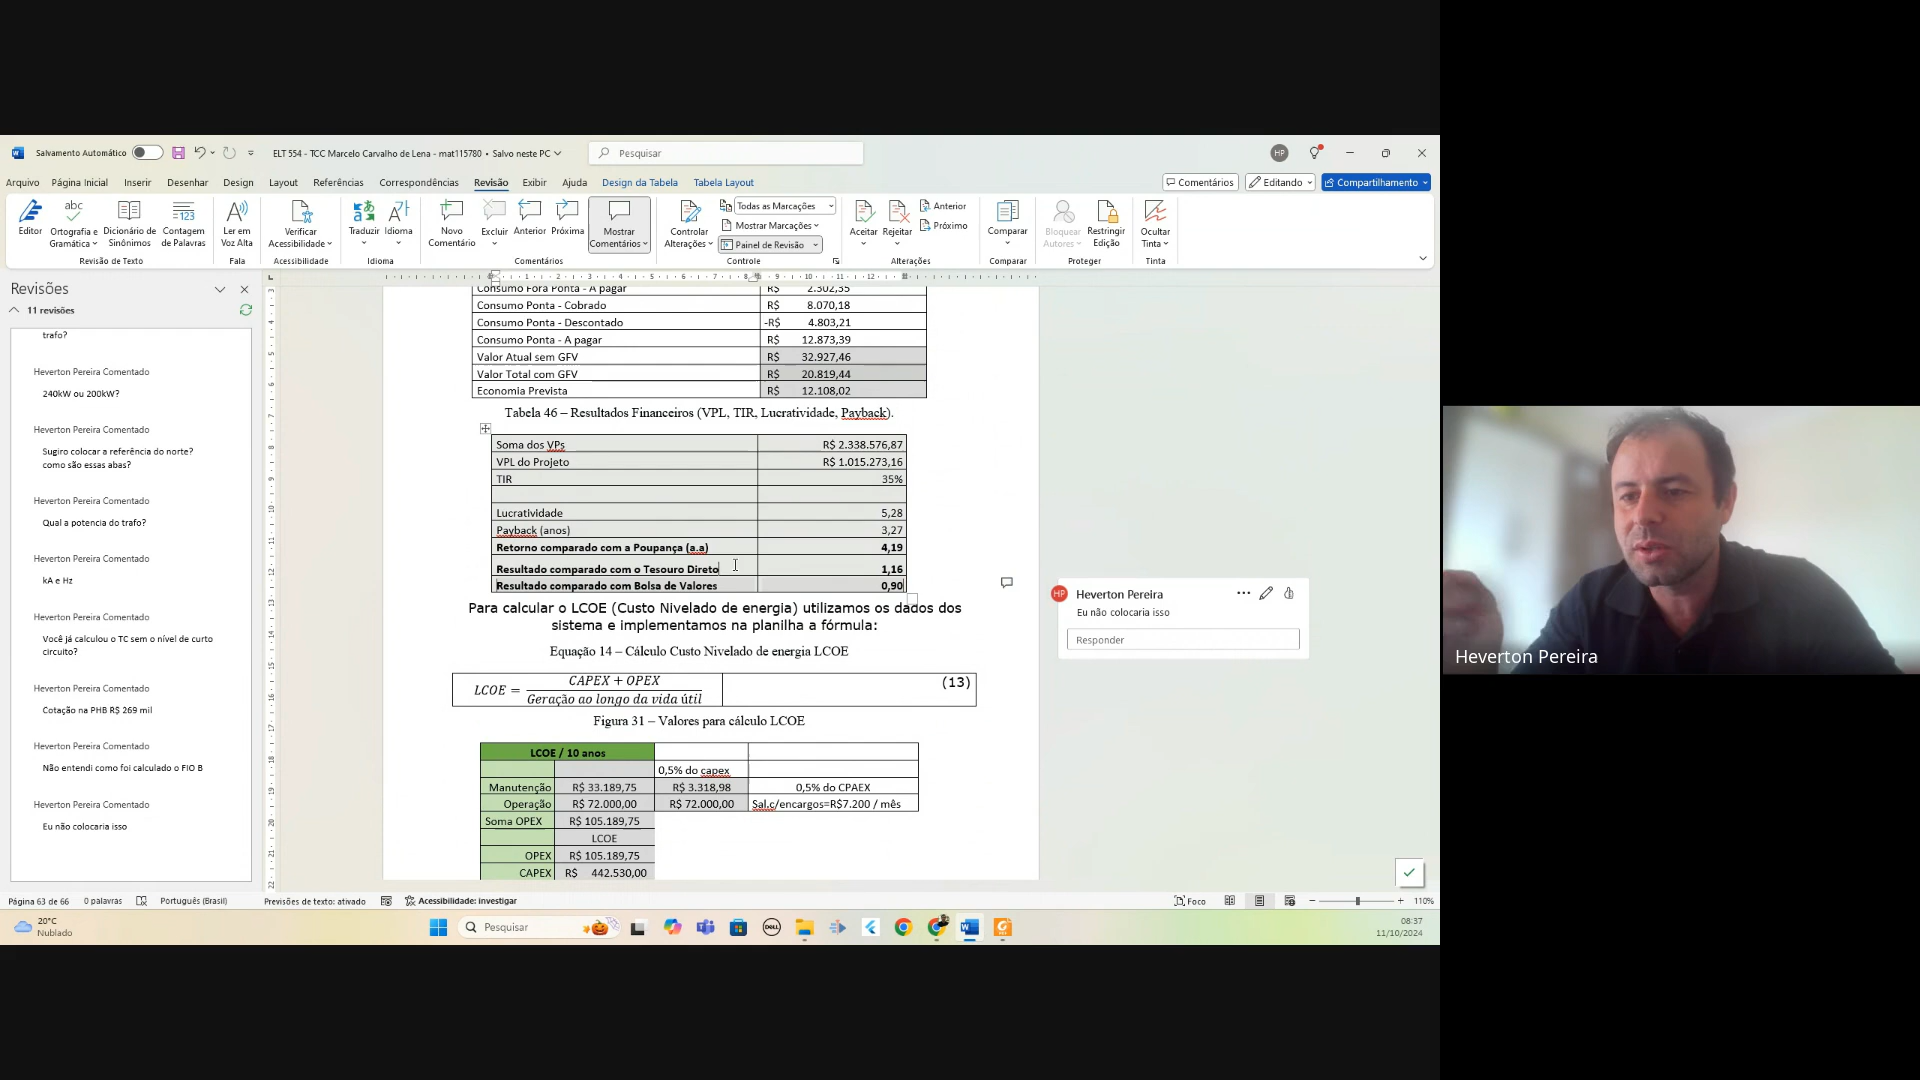 Salvamento Automático
ELT 554 - TCC Marcelo Carvalho de Lena - mat115780 • Salvo neste PC
Pesquisar
HP
Arquivo Página Inicial Inserir Desenhar Design Layout Referências Correspondências Revisão Exibir Ajuda Design da Tabela Tabela Layout
Comentários Editando Compartilhamento
Editor
Ortografia e Gramática
Dicionário de Sinônimos
Contagem de Palavras
Ler em Voz Alta
Verificar Acessibilidade
Traduzir
Idioma
Novo Comentário
Excluir
Anterior
Próxima
Mostrar Comentários
Controlar Alterações
Todas as Marcações
Mostrar Marcações
Painel de Revisão
Aceitar
Rejeitar
Anterior
Próximo
Comparar
Bloquear Autores
Restringir Edição
Ocultar Tinta
Revisão de Texto Fala Acessibilidade Idioma Comentários Controle Alterações Comparar Proteger Tinta
Revisões
11 revisões
trafo?
Heverton Pereira Comentado
240kW ou 200kW?
Heverton Pereira Comentado
Sugiro colocar a referência do norte?
como são essas abas?
Heverton Pereira Comentado
Qual a potencia do trafo?
Heverton Pereira Comentado
kA e Hz
Heverton Pereira Comentado
Você já calculou o TC sem o nível de curto
circuito?
Heverton Pereira Comentado
Cotação na PHB R$ 269 mil
Heverton Pereira Comentado
Não entendi como foi calculado o FIO B
Heverton Pereira Comentado
Eu não colocaria isso
Consumo Fora Ponta - A pagar R$ 2.302,35
Consumo Ponta - Cobrado R$ 8.070,18
Consumo Ponta - Descontado -R$ 4.803,21
Consumo Ponta - A pagar R$ 12.873,39
Valor Atual sem GFV R$ 32.927,46
Valor Total com GFV R$ 20.819,44
Economia Prevista R$ 12.108,02
Tabela 46 – Resultados Financeiros (VPL, TIR, Lucratividade, Payback).
Soma dos VPs R$ 2.338.576,87
VPL do Projeto R$ 1.015.273,16
TIR 35%
Lucratividade 5,28
Payback (anos) 3,27
Retorno comparado com a Poupança (a.a) 4,19
Resultado comparado com o Tesouro Direto 1,16
Resultado comparado com Bolsa de Valores 0,90
Para calcular o LCOE (Custo Nivelado de energia) utilizamos os dados dos
sistema e implementamos na planilha a fórmula:
Equação 14 – Cálculo Custo Nivelado de energia LCOE
LCOE = CAPEX + OPEX / Geração ao longo da vida útil (13)
Figura 31 – Valores para cálculo LCOE
LCOE / 10 anos
0,5% do capex
Manutenção R$ 33.189,75 R$ 3.318,98 0,5% do CPAEX
Operação R$ 72.000,00 R$ 72.000,00 Sal.c/encargos=R$7.200 / mês
Soma OPEX R$ 105.189,75
LCOE
OPEX R$ 105.189,75
CAPEX R$ 442.530,00
HP
Heverton Pereira
Eu não colocaria isso
Responder
Heverton Pereira
Página 63 de 66 0 palavras Português (Brasil) Previsões de texto: ativado Acessibilidade: investigar Foco 110%
20°C
Nublado
Pesquisar
08:37
11/10/2024